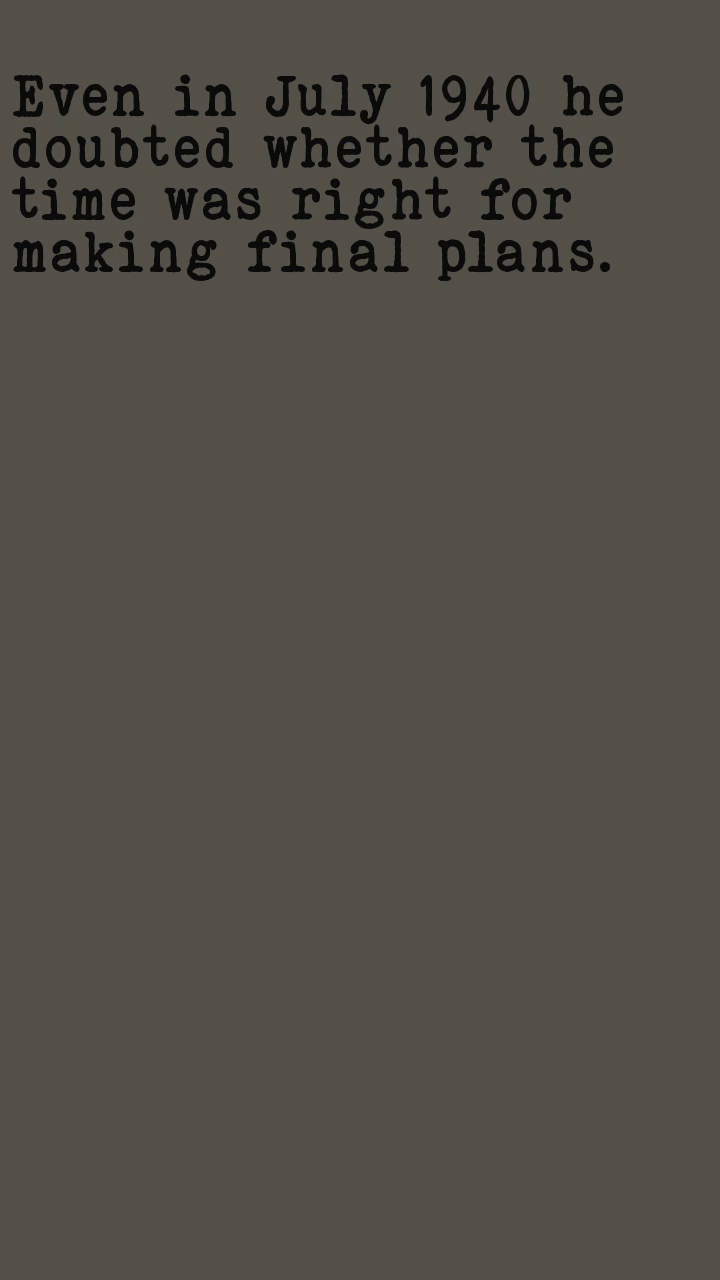 Even in July 1940 he
doubted whether the
time was right for
making final plans.